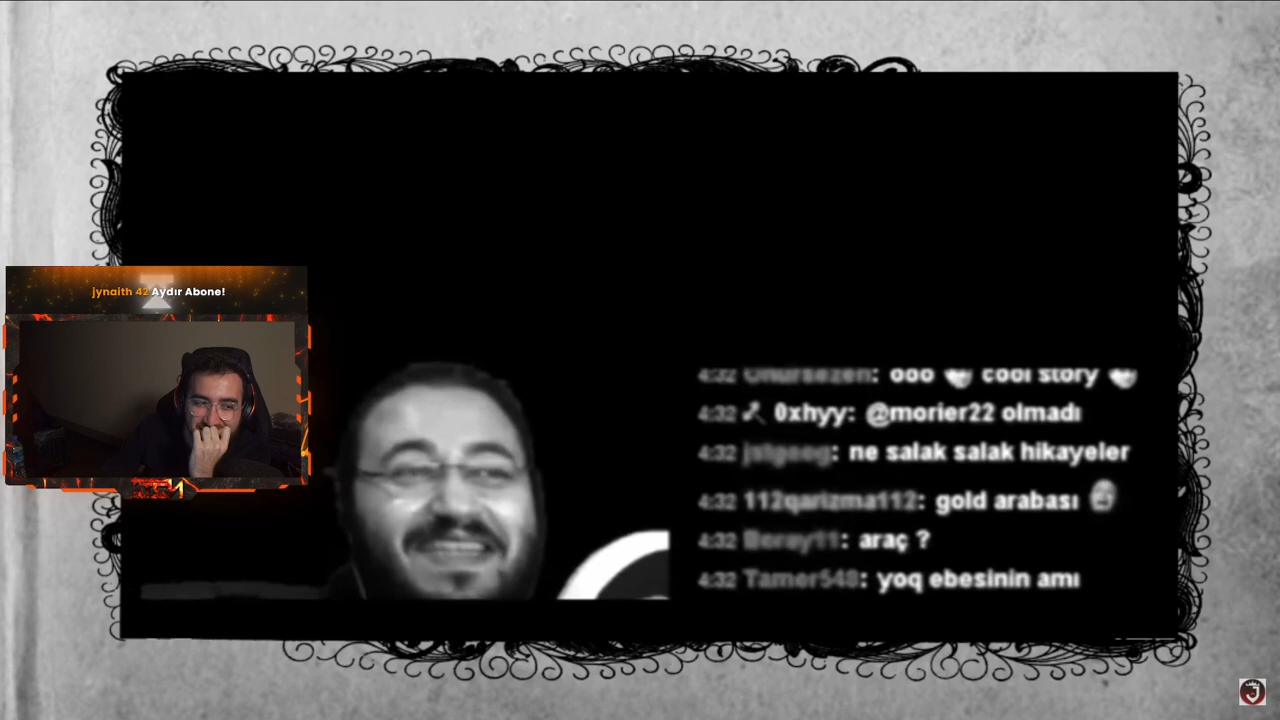 jynaith 42 Aydır Abone!
4:32 Onursezen: ooo cool story
4:32 0xhyy: @morier22 olmadı
4:32 ne salak salak hikayeler
4:32 112qarizma112: gold arabası
4:32 araç ?
4:32 Tamer548: yoq ebesinin amı
J